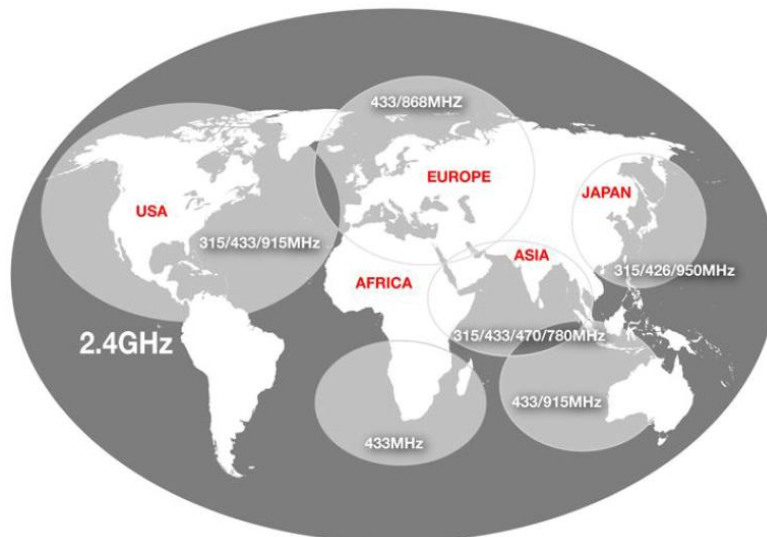 433/868MHZ
EUROPE
JAPAN
USA
315/433/915MHz
ASIA
315/426/950MHz
AFRICA
2.4GHz
315/433/470/780MHz
433/915MHz
433MHz